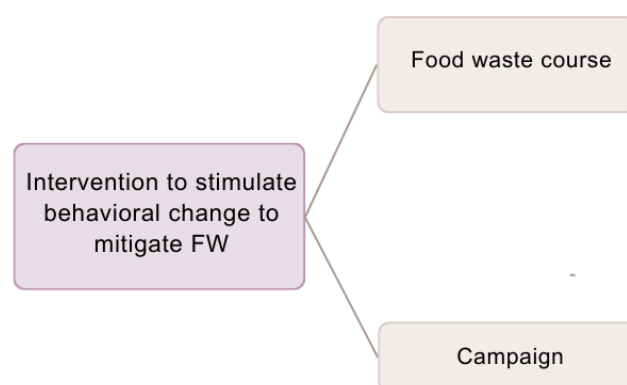 Food waste course
Intervention to stimulate
behavioral change to
mitigate FW
-
Campaign